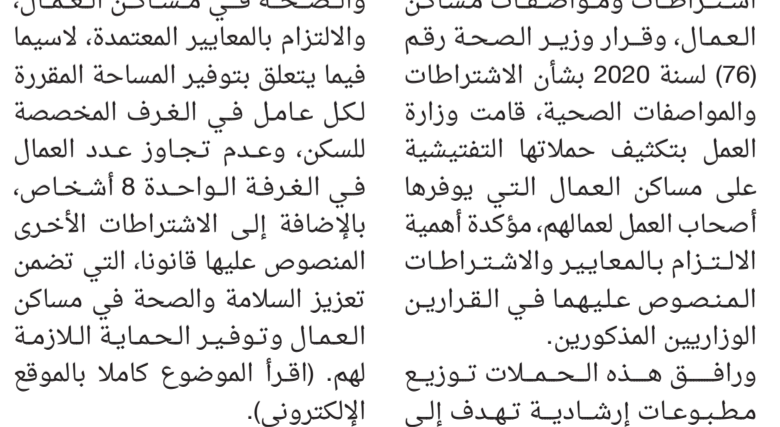 اشتراطات ومواصفات مساكن
العمال، وقرار وزير الصحة رقم
(76) لسنة 2020 بشأن الاشتراطات
والمواصفات الصحية، قامت وزارة
العمل بتكثيف حملاتها التفتيشية
على مساكن العمال التي يوفرها
أصحاب العمل لعمالهم، مؤكدة أهمية
الالتزام بالمعايير والاشتراطات
المنصوص عليهما في القرارين
الوزاريين المذكورين.
ورافق هذه الحملات توزيع
مطبوعات إرشادية تهدف إلى
والصحة في مساكن العمال،
والالتزام بالمعايير المعتمدة، لاسيما
فيما يتعلق بتوفير المساحة المقررة
لكل عامل في الغرف المخصصة
للسكن، وعدم تجاوز عدد العمال
في الغرفة الواحدة 8 أشخاص،
بالإضافة إلى الاشتراطات الأخرى
المنصوص عليها قانونا، التي تضمن
تعزيز السلامة والصحة في مساكن
العمال وتوفير الحماية اللازمة
لهم. (اقرأ الموضوع كاملا بالموقع
الإلكتروني).